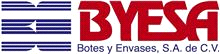 BYESA
Botes y Envases, S.A. de C.V.